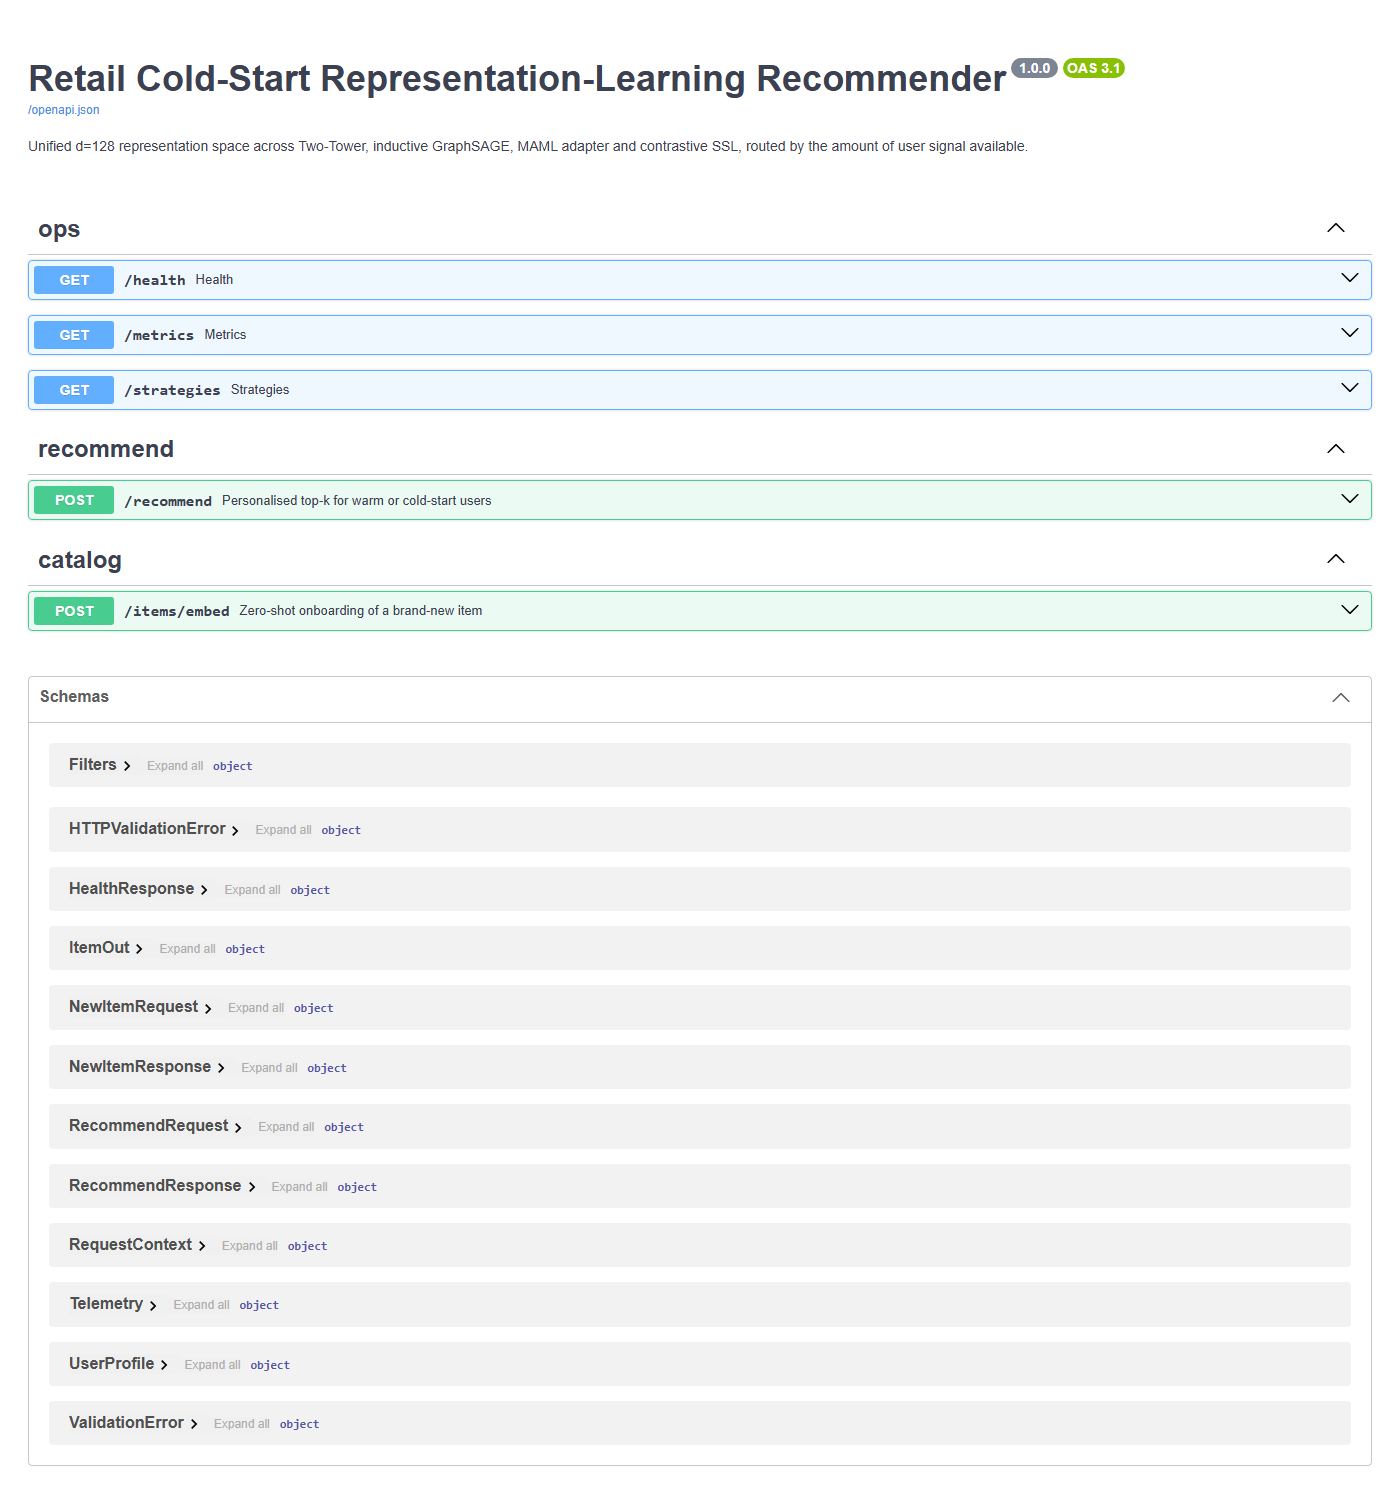 Retail Cold-Start Representation-Learning Recommender 1.0.0 OAS 3.1
/openapi.json
Unified d=128 representation space across Two-Tower, inductive GraphSAGE, MAML adapter and contrastive SSL, routed by the amount of user signal available.
ops
GET /health Health
GET /metrics Metrics
GET /strategies Strategies
recommend
POST /recommend Personalised top-k for warm or cold-start users
catalog
POST /items/embed Zero-shot onboarding of a brand-new item
Schemas
Filters Expand all object
HTTPValidationError Expand all object
HealthResponse Expand all object
ItemOut Expand all object
NewItemRequest Expand all object
NewItemResponse Expand all object
RecommendRequest Expand all object
RecommendResponse Expand all object
RequestContext Expand all object
Telemetry Expand all object
UserProfile Expand all object
ValidationError Expand all object